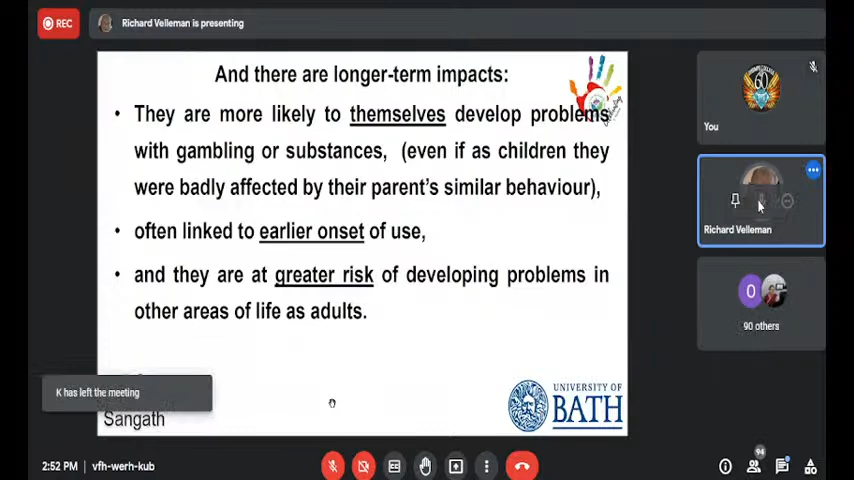 REC
Richard Velleman is presenting
And there are longer-term impacts:
• They are more likely to themselves develop problems
with gambling or substances, (even if as children they
were badly affected by their parent's similar behaviour),
• often linked to earlier onset of use,
• and they are at greater risk of developing problems in
other areas of life as adults.
K has left the meeting
Sangath
UNIVERSITY OF
BATH
60
You
Richard Velleman
O
90 others
2:52 PM | vfh-werh-kub
94